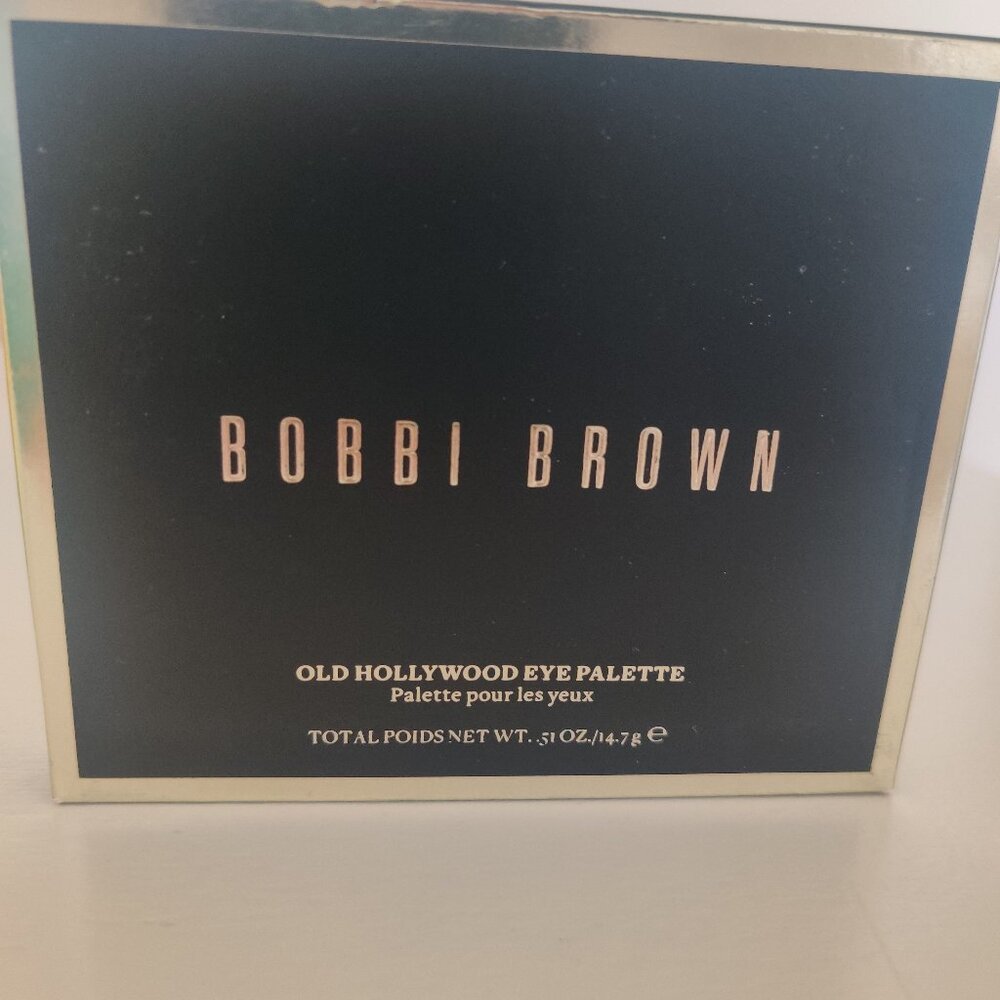 BOBBI BROWN
OLD HOLLYWOOD EYE PALETTE
Palette pour les yeux
TOTAL POIDS NET WT. .51 OZ./14.7g ℮